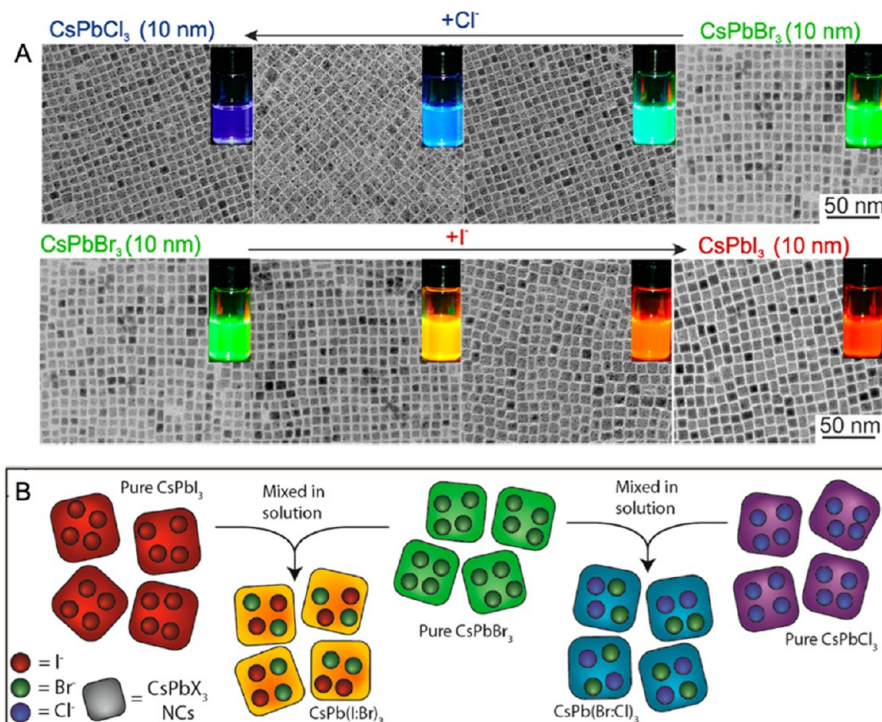 A
CsPbCl₃ (10 nm)
+Cl⁻
CsPbBr₃ (10 nm)
50 nm
CsPbBr₃ (10 nm)
+I⁻
CsPbI₃ (10 nm)
50 nm
B
Pure CsPbI₃
Mixed in
solution
Mixed in
solution
Pure CsPbBr₃
Pure CsPbCl₃
= I⁻
= Br⁻
= Cl⁻
= CsPbX₃
NCs
CsPb(I:Br)₃
CsPb(Br:Cl)₃